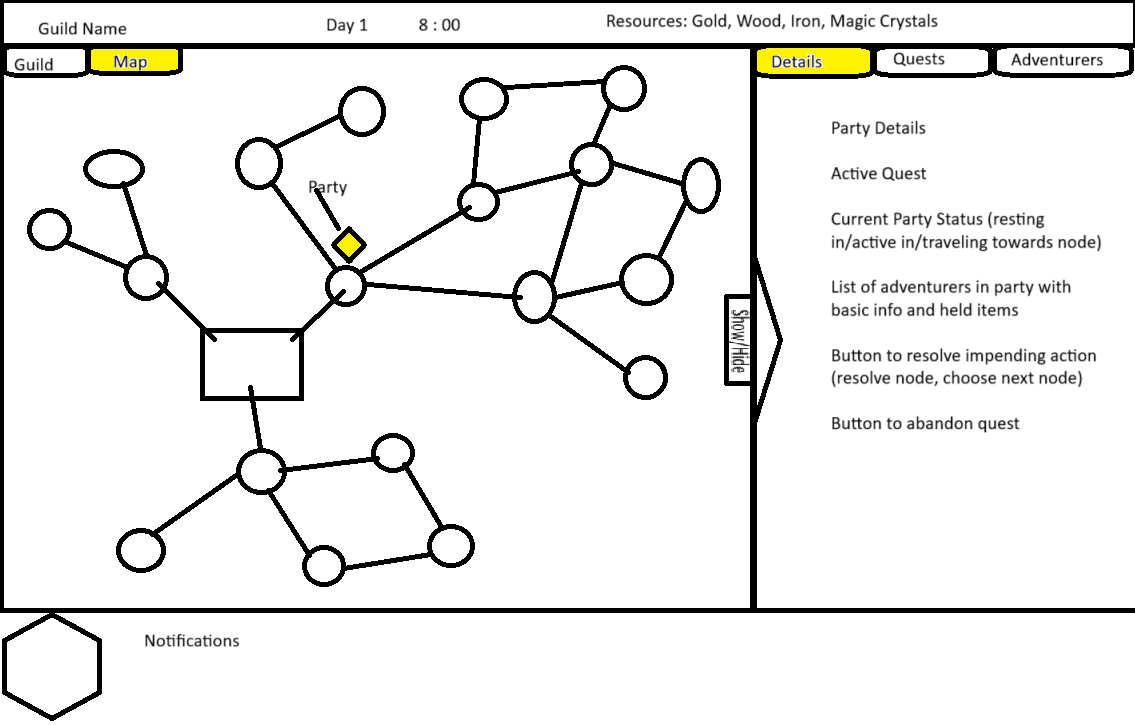 Guild Name
Day 1
8 : 00
Resources: Gold, Wood, Iron, Magic Crystals
Guild
Map
Details
Quests
Adventurers
Party
Show/Hide
Party Details
Active Quest
Current Party Status (resting
in/active in/traveling towards node)
List of adventurers in party with
basic info and held items
Button to resolve impending action
(resolve node, choose next node)
Button to abandon quest
Notifications